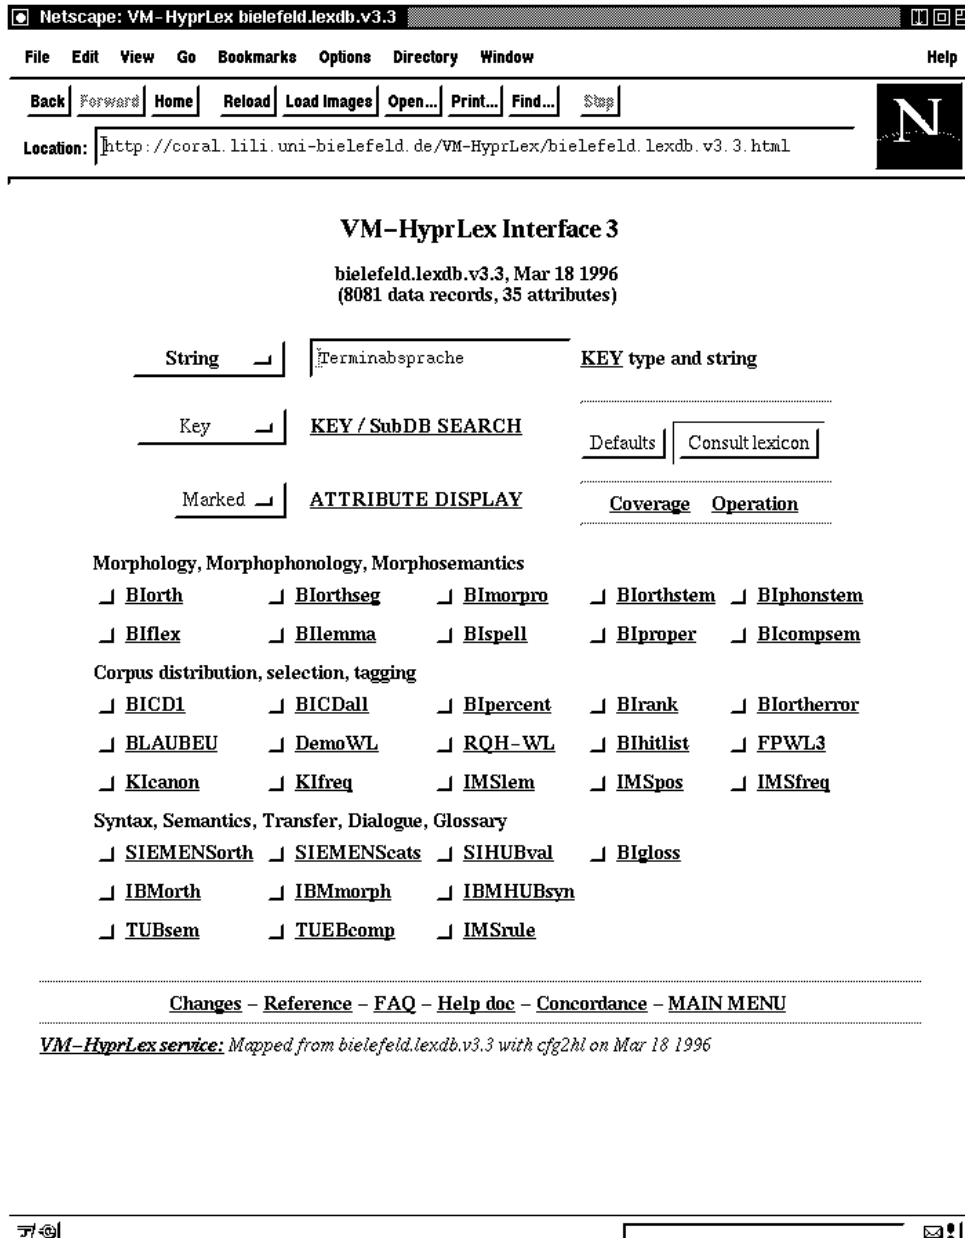 Netscape: VM-HyprLex bielefeld.lexdb.v3.3
File Edit View Go Bookmarks Options Directory Window Help
Back Forward Home Reload Load Images Open... Print... Find... Stop
N
Location: http://coral.lili.uni-bielefeld.de/VM-HyprLex/bielefeld.lexdb.v3.3.html
VM-HyprLex Interface 3
bielefeld.lexdb.v3.3, Mar 18 1996
(8081 data records, 35 attributes)
String Terminabsprache KEY type and string
Key KEY / SubDB SEARCH Defaults Consult lexicon
Marked ATTRIBUTE DISPLAY Coverage Operation
Morphology, Morphophonology, Morphosemantics
BIorth BIorthseg BImorpro BIorthstem BIphonstem
BIflex BIlemma BIspell BIproper BIcompsem
Corpus distribution, selection, tagging
BICD1 BICDall BIpercent BIrank BIortherror
BLAUBEU DemoWL RQH-WL BIhitlist FPWL3
KIcanon KIfreq IMSlem IMSpos IMSfreq
Syntax, Semantics, Transfer, Dialogue, Glossary
SIEMENSorth SIEMENScats SIHUBval BIgloss
IBMorth IBMmorph IBMHUBsyn
TUBsem TUEBcomp IMSrule
Changes - Reference - FAQ - Help doc - Concordance - MAIN MENU
VM-HyprLex service: Mapped from bielefeld.lexdb.v3.3 with cfg2hl on Mar 18 1996